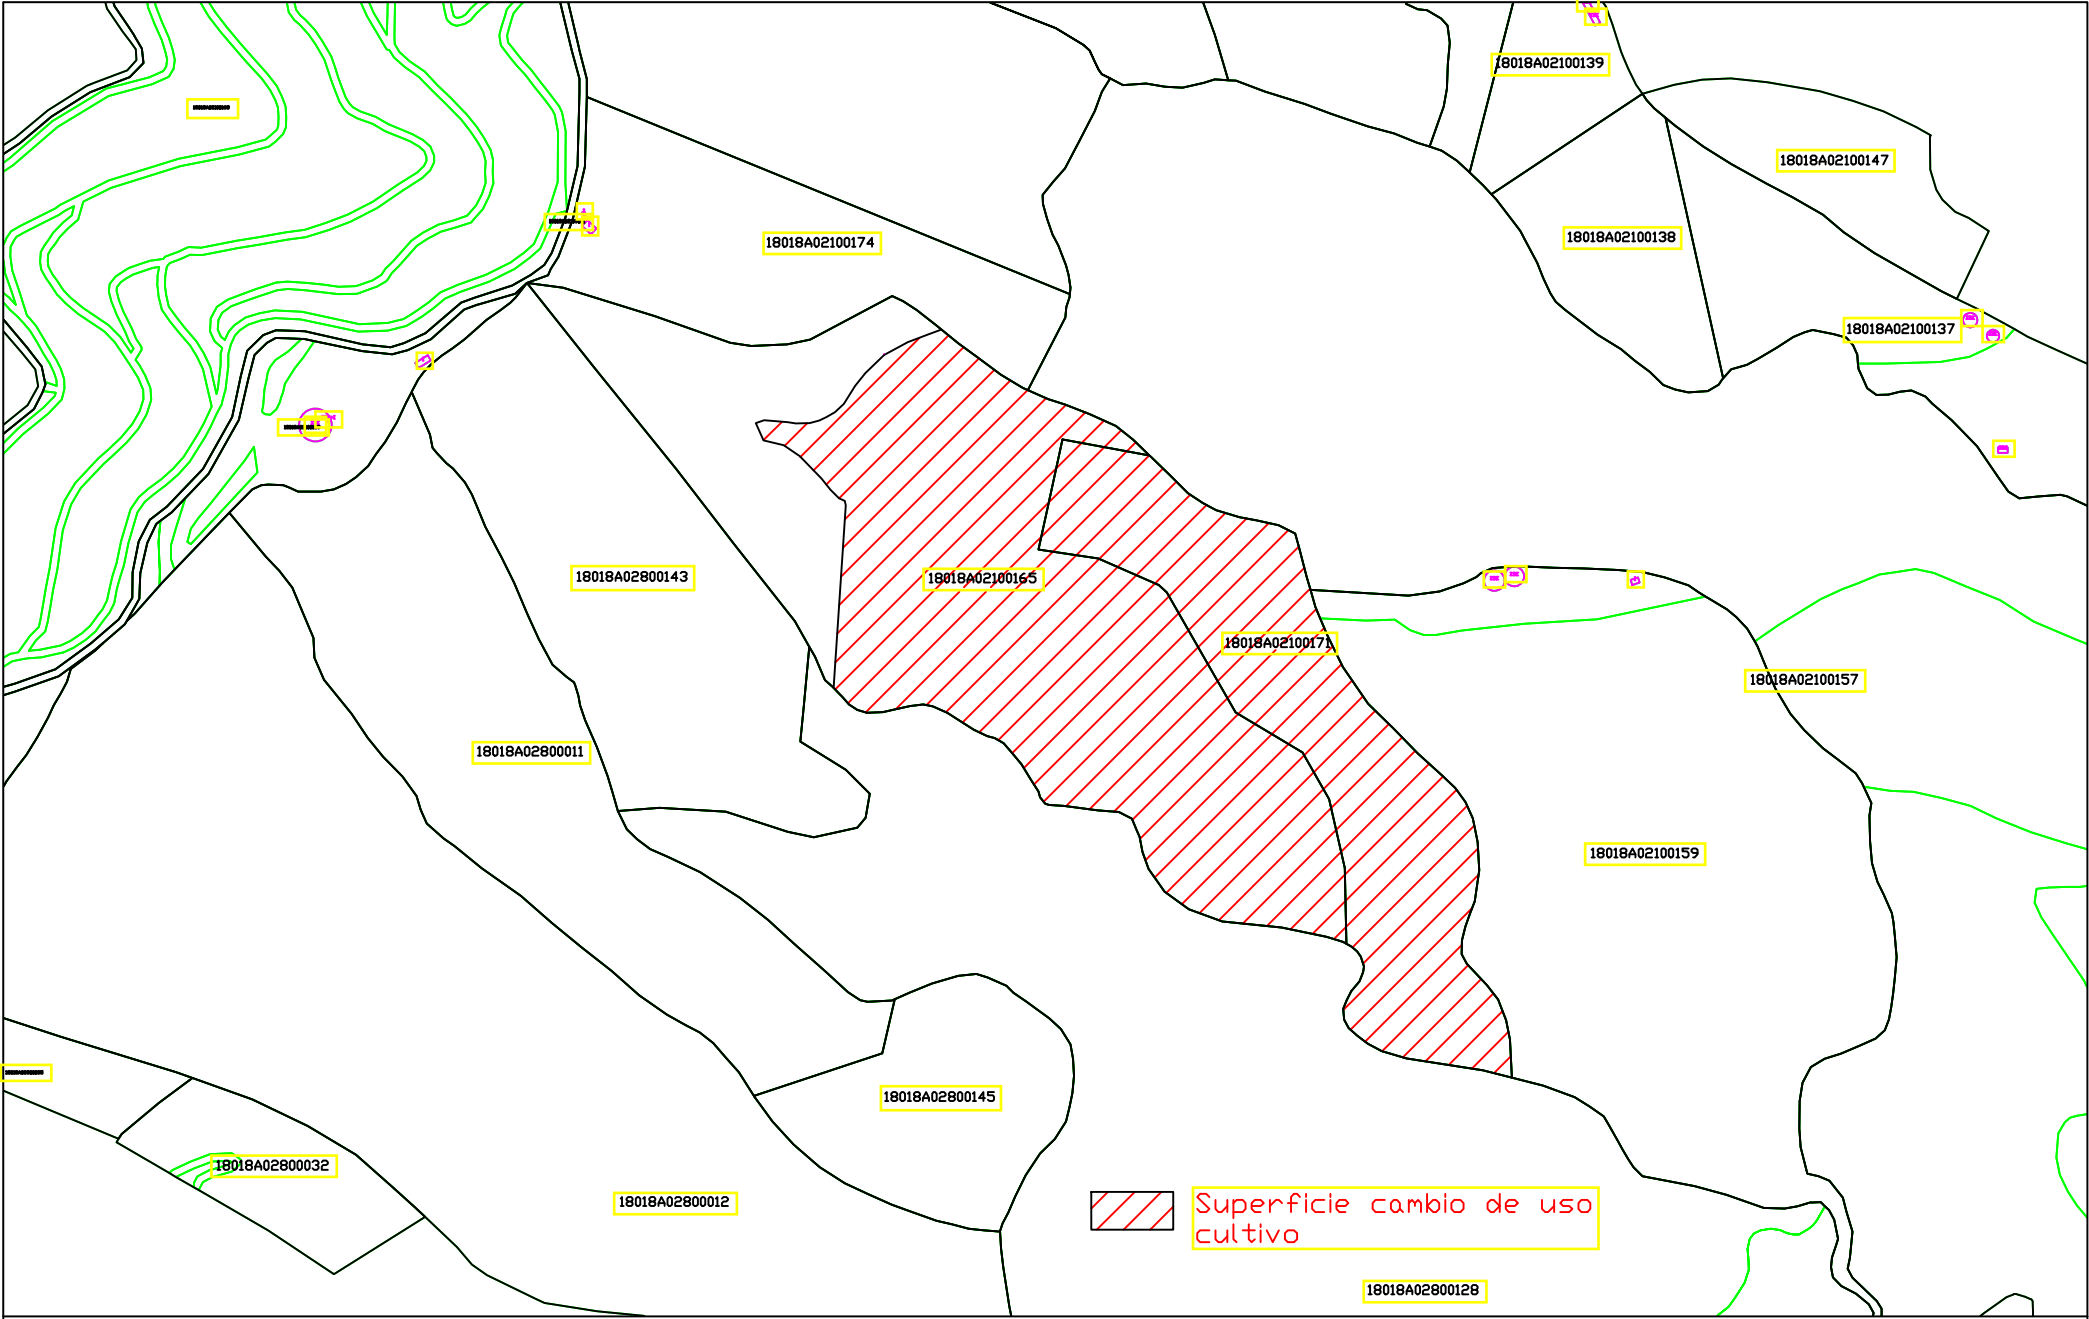 18018A02100139
18018A02100147
18018A02100138
18018A02100174
18018A02100137
18018A02800143
18018A02100165
18018A02100171
18018A02100157
18018A02800011
18018A02100159
18018A02800145
18018A02800032
18018A02800012
Superficie cambio de uso
cultivo
18018A02800128